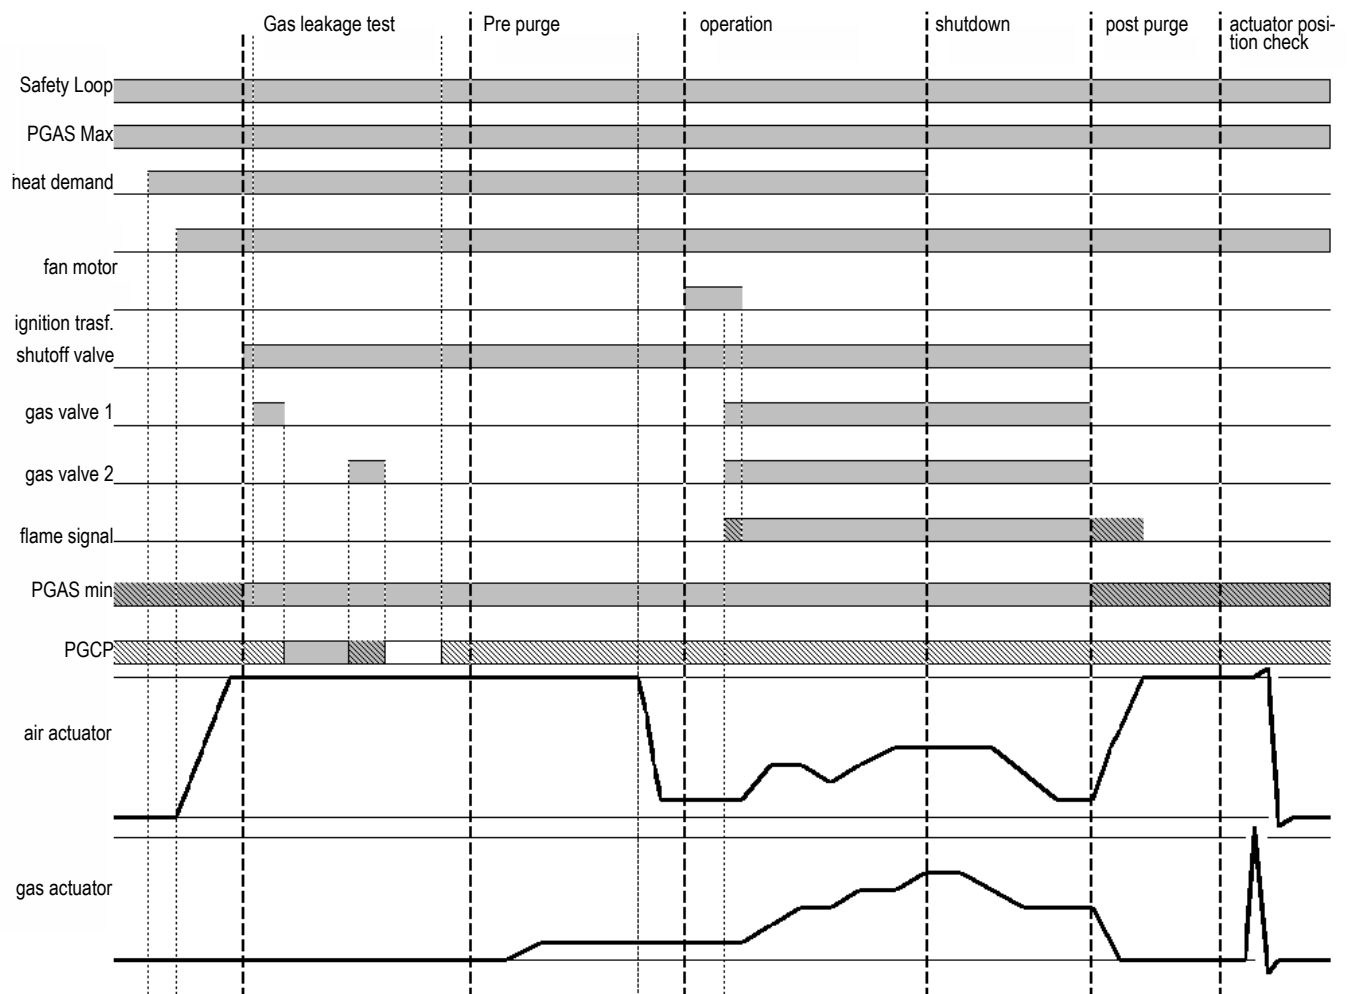 Gas leakage test
Pre purge
operation
shutdown
post purge
actuator posi-
tion check
Safety Loop
PGAS Max
heat demand
fan motor
ignition trasf.
shutoff valve
gas valve 1
gas valve 2
flame signal
PGAS min
PGCP
air actuator
gas actuator